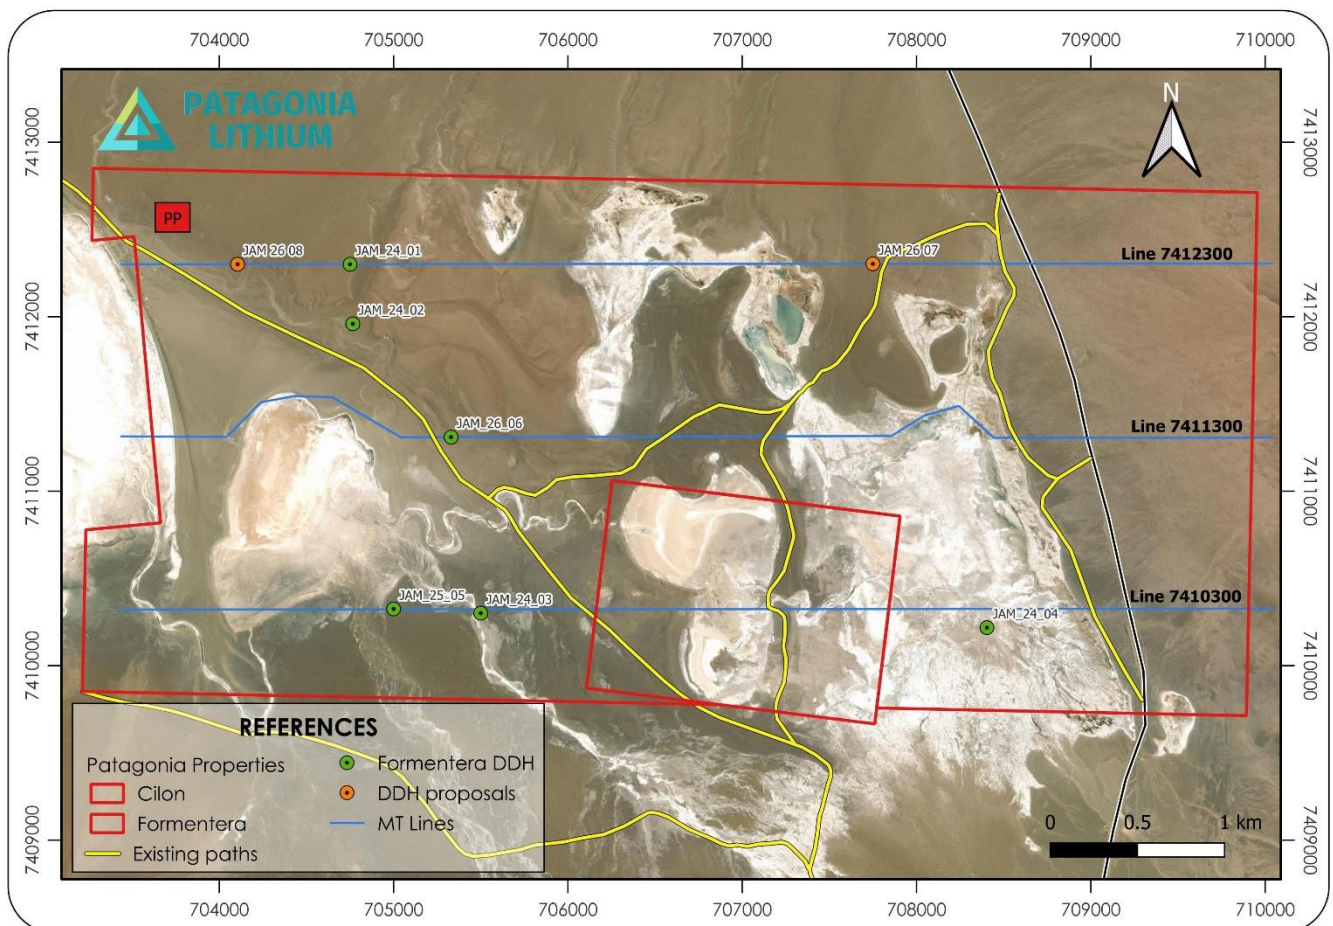 704000 705000 706000 707000 708000 709000 710000
PATAGONIA
LITHIUM
N
7413000
7413000
PP
JAM 26 08
JAM_24_01
JAM 26 07
Line 7412300
7412000
7412000
JAM_24_02
JAM_26_06
Line 7411300
7411000
7411000
JAM_25_05
JAM_24_03
Line 7410300
JAM_24_04
7410000
7410000
REFERENCES
Patagonia Properties
Cilon
Formentera
Existing paths
Formentera DDH
DDH proposals
MT Lines
0 0.5 1 km
7409000
7409000
704000 705000 706000 707000 708000 709000 710000